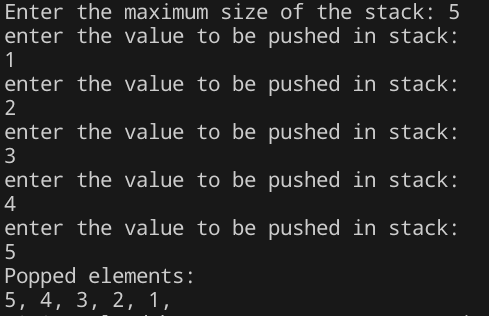 Enter the maximum size of the stack: 5
enter the value to be pushed in stack:
1
enter the value to be pushed in stack:
2
enter the value to be pushed in stack:
3
enter the value to be pushed in stack:
4
enter the value to be pushed in stack:
5
Popped elements:
5, 4, 3, 2, 1,